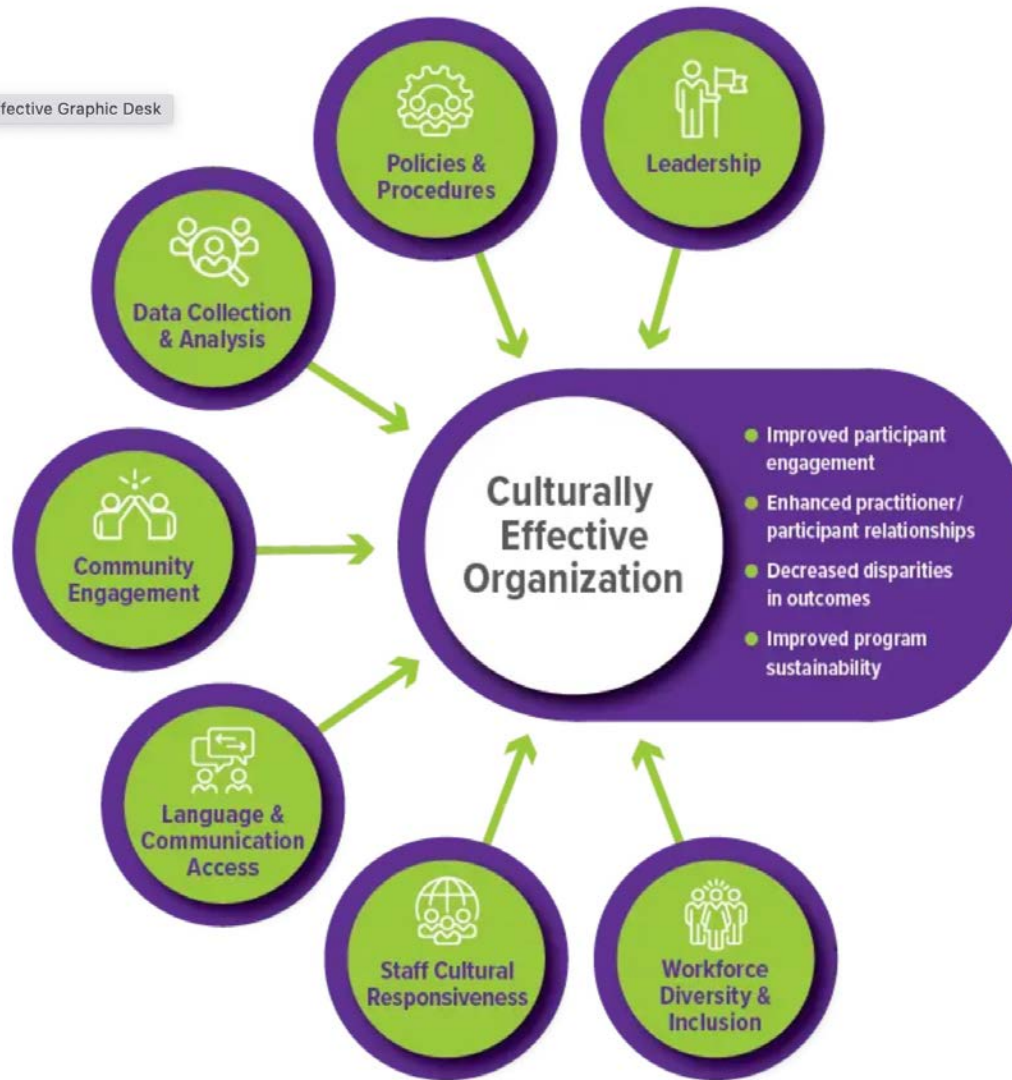 ffective Graphic Desk
Policies &
Procedures
Leadership
Data Collection
& Analysis
Community
Engagement
Language &
Communication
Access
Staff Cultural
Responsiveness
Workforce
Diversity &
Inclusion
Culturally
Effective
Organization
Improved participant
engagement
Enhanced practitioner/
participant relationships
Decreased disparities
in outcomes
Improved program
sustainability